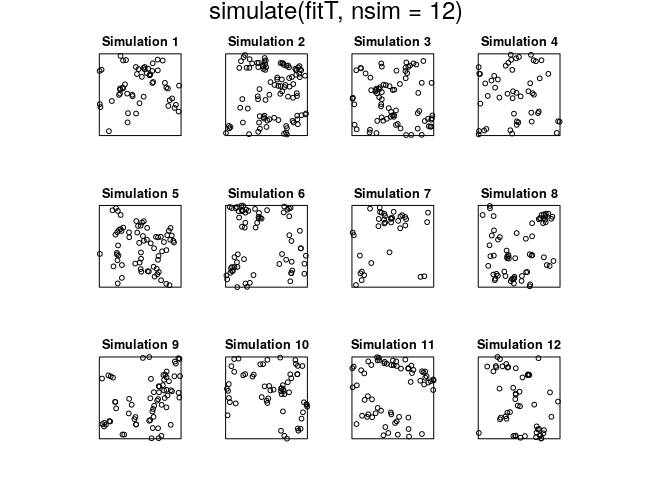 simulate(fitT, nsim = 12)
Simulation 1
Simulation 2
Simulation 3
Simulation 4
Simulation 5
Simulation 6
Simulation 7
Simulation 8
Simulation 9
Simulation 10
Simulation 11
Simulation 12